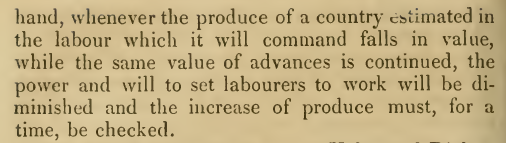 hand, whenever the produce of a country estimated in
the labour which it will command falls in value,
while the same value of advances is continued, the
power and will to set labourers to work will be di-
minished and the increase of produce must, for a
time, be checked.